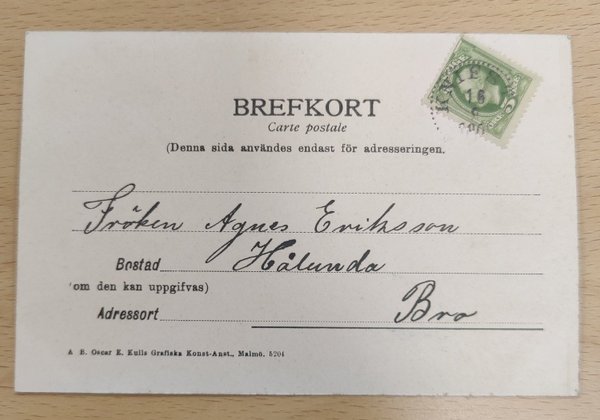 BREFKORT
Carte postale
(Denna sida användes endast för adresseringen.
Fröken Agnes Eriksson
Bostad Hålunda
om den kan uppgifvas)
Adressort Bro
A. B. Oscar E. Kulls Grafiska Konst-Anst., Malmö. 5204
16